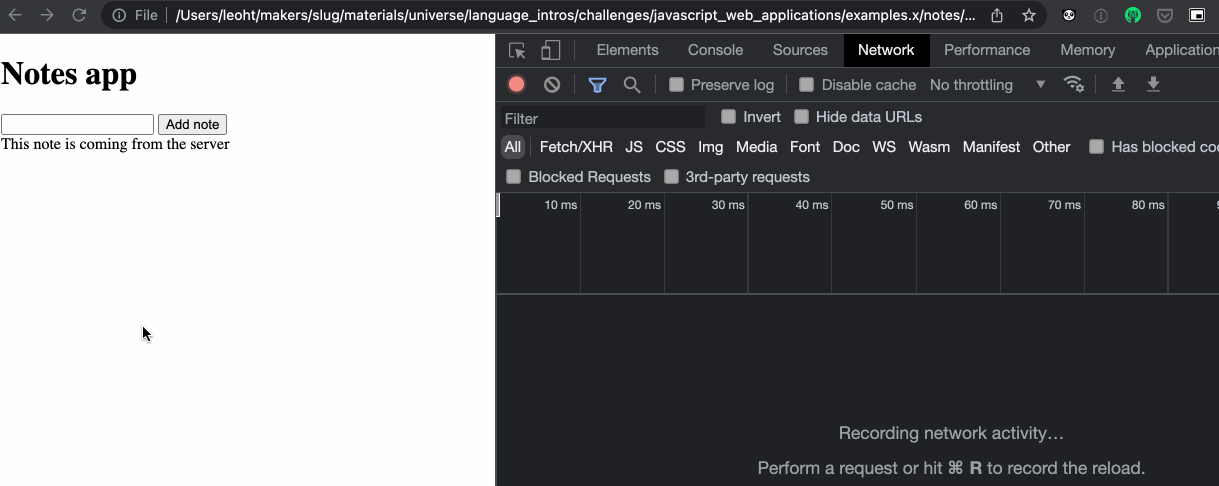 File /Users/leoht/makers/slug/materials/universe/language_intros/challenges/javascript_web_applications/examples.x/notes/...
Notes app
Add note
This note is coming from the server
Elements Console Sources Network Performance Memory Application
Preserve log Disable cache No throttling
Filter Invert Hide data URLs
All Fetch/XHR JS CSS Img Media Font Doc WS Wasm Manifest Other Has blocked coo
Blocked Requests 3rd-party requests
10 ms 20 ms 30 ms 40 ms 50 ms 60 ms 70 ms 80 ms
Recording network activity…
Perform a request or hit ⌘ R to record the reload.